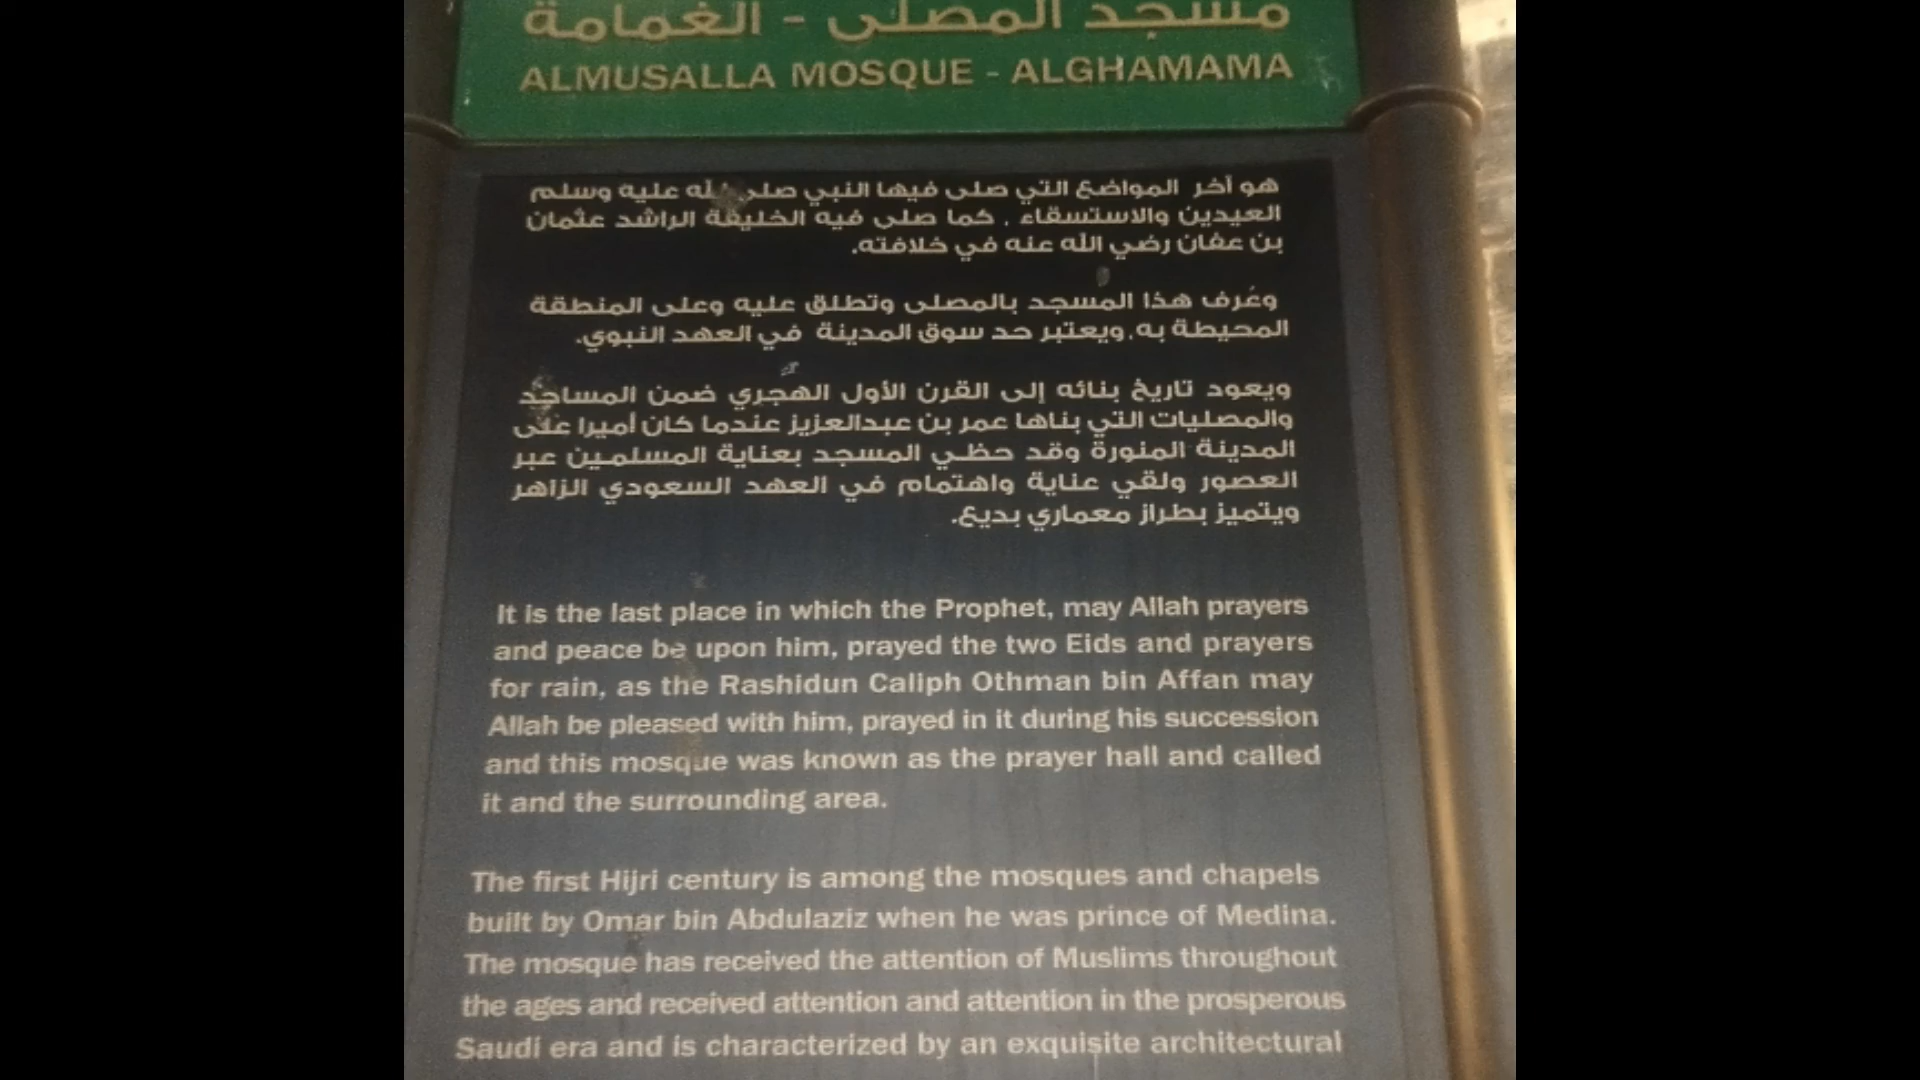 مسجد المصلى - الغمامة
ALMUSALLA MOSQUE - ALGHAMAMA
هو آخر المواضع التي صلى فيها النبي صلى الله عليه وسلم
العيدين والاستسقاء , كما صلى فيه الخليفة الراشد عثمان
بن عفان رضي الله عنه في خلافته.
وعُرف هذا المسجد بالمصلى وتطلق عليه وعلى المنطقة
المحيطة به, ويعتبر حد سوق المدينة في العهد النبوي.
ويعود تاريخ بنائه إلى القرن الأول الهجري ضمن المساجد
والمصليات التي بناها عمر بن عبدالعزيز عندما كان أميرا على
المدينة المنورة وقد حظي المسجد بعناية المسلمين عبر
العصور ولقي عناية واهتمام في العهد السعودي الزاهر
ويتميز بطراز معماري بديع.
It is the last place in which the Prophet, may Allah prayers
and peace be upon him, prayed the two Eids and prayers
for rain, as the Rashidun Caliph Othman bin Affan may
Allah be pleased with him, prayed in it during his succession
and this mosque was known as the prayer hall and called
it and the surrounding area.
The first Hijri century is among the mosques and chapels
built by Omar bin Abdulaziz when he was prince of Medina.
The mosque has received the attention of Muslims throughout
the ages and received attention and attention in the prosperous
Saudi era and is characterized by an exquisite architectural